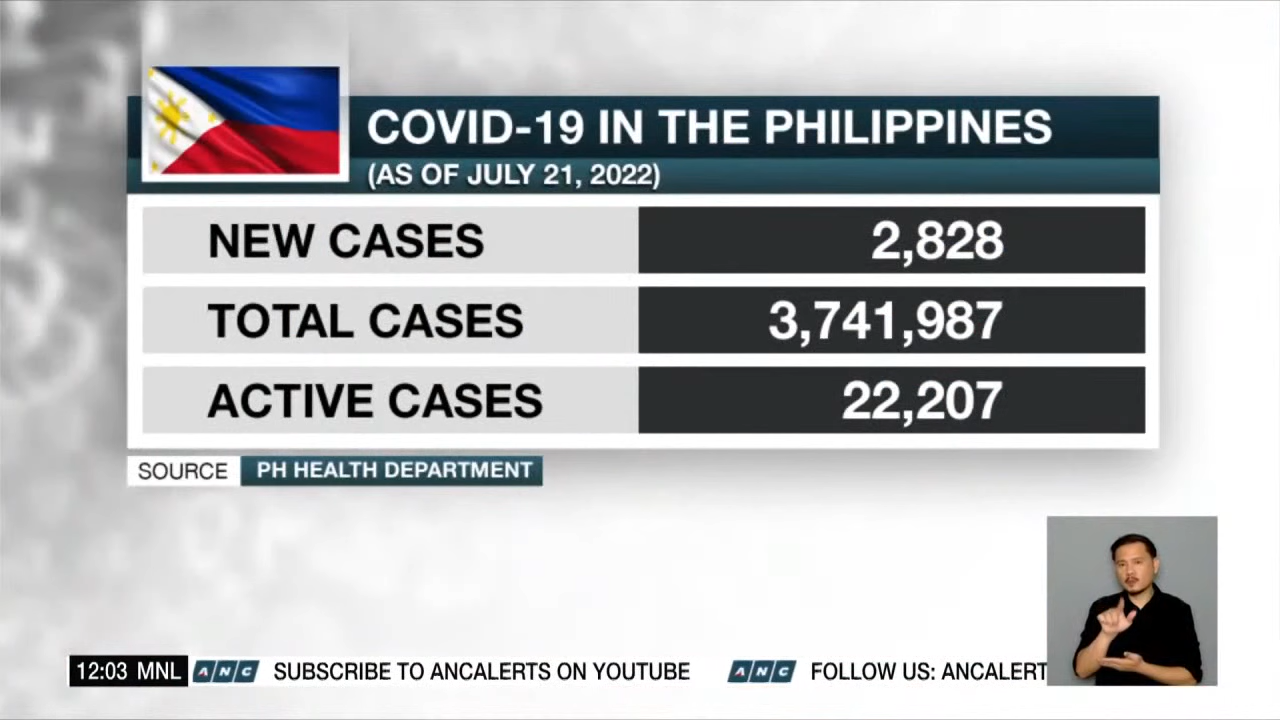 COVID-19 IN THE PHILIPPINES
(AS OF JULY 21, 2022)
NEW CASES 2,828
TOTAL CASES 3,741,987
ACTIVE CASES 22,207
SOURCE PH HEALTH DEPARTMENT
12:03 MNL ANC SUBSCRIBE TO ANCALERTS ON YOUTUBE ANC FOLLOW US: ANCALERT